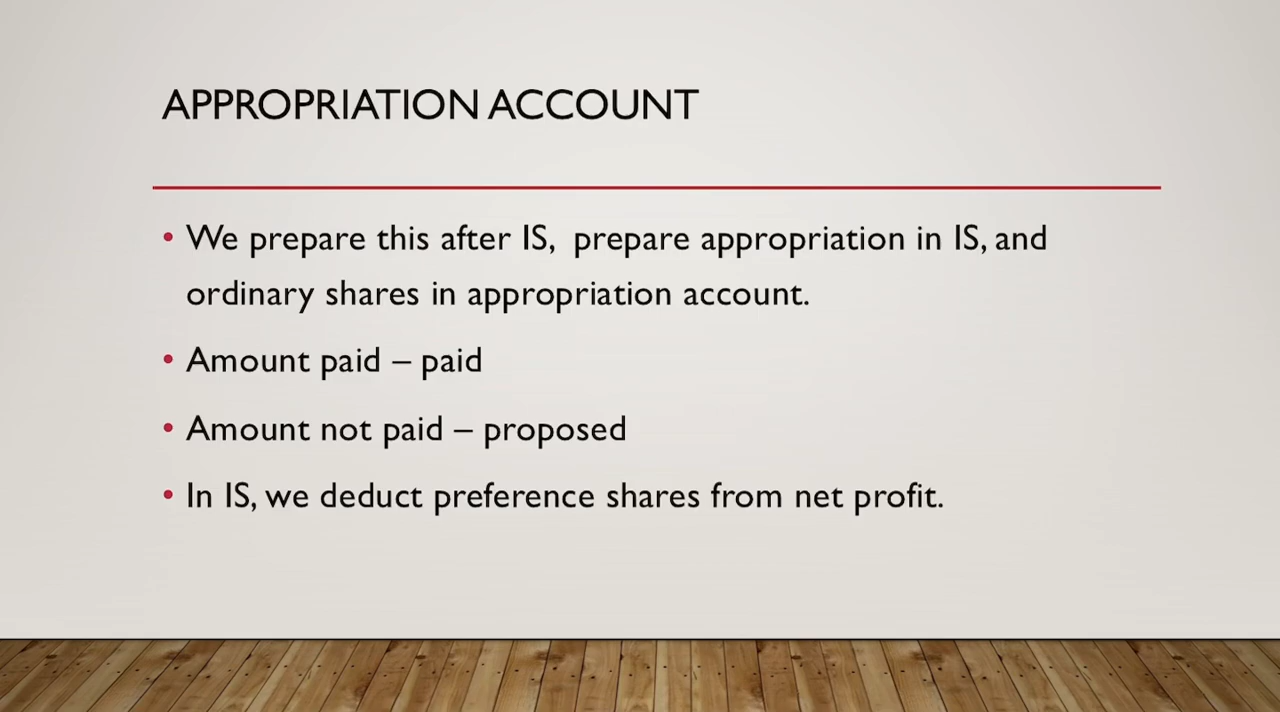 APPROPRIATION ACCOUNT
• We prepare this after IS,  prepare appropriation in IS, and
ordinary shares in appropriation account.
• Amount paid – paid
• Amount not paid – proposed
• In IS, we deduct preference shares from net profit.